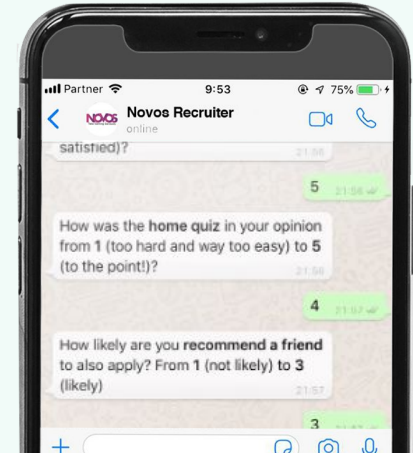 Partner 9:53 75%
NOVOS Novos Recruiter
online
satisfied)?
21:56
5 21:56
How was the home quiz in your opinion
from 1 (too hard and way too easy) to 5
(to the point!)?
21:56
4 21:57
How likely are you recommend a friend
to also apply? From 1 (not likely) to 3
(likely)
21:57
3